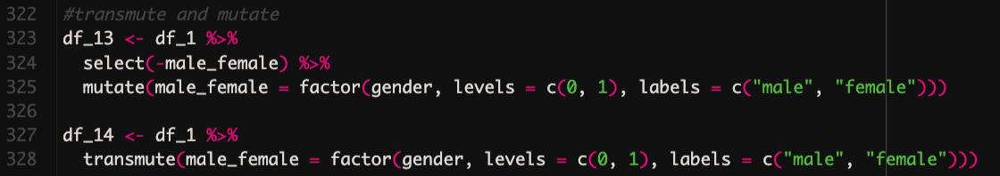 322 #transmute and mutate
323 df_13 <- df_1 %>%
324   select(-male_female) %>%
325   mutate(male_female = factor(gender, levels = c(0, 1), labels = c("male", "female")))
326
327 df_14 <- df_1 %>%
328   transmute(male_female = factor(gender, levels = c(0, 1), labels = c("male", "female")))